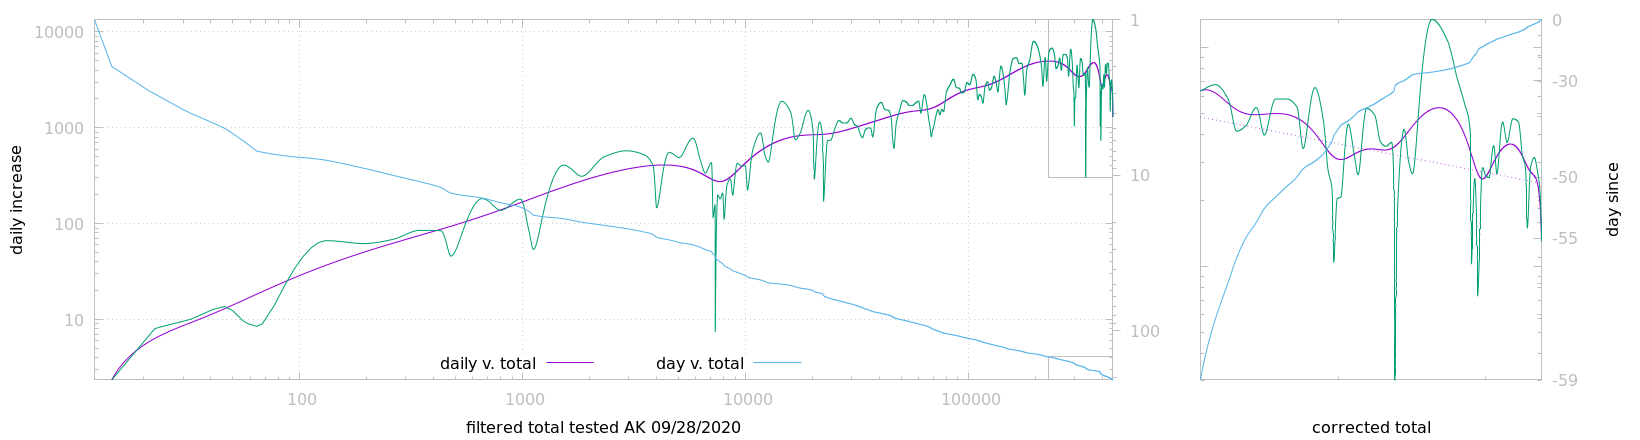 10000
1000
100
10
daily increase
daily v. total
day v. total
100
1000
10000
100000
filtered total tested AK 09/28/2020
1
10
100
0
-30
-50
-55
-59
day since
corrected total